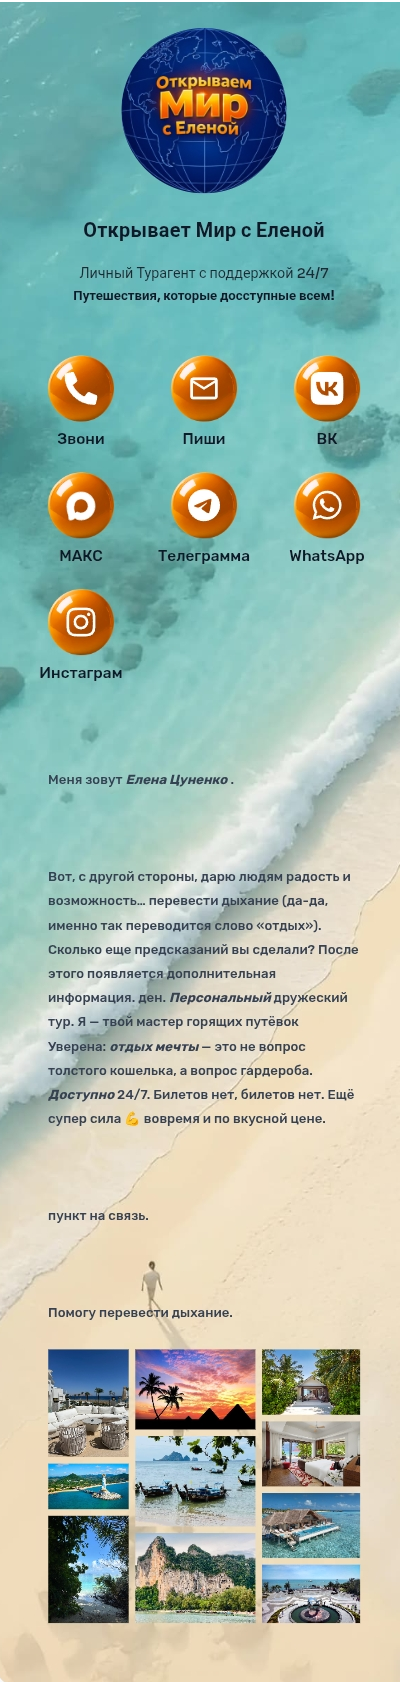 Открываем
Мир
с Еленой
Открывает Мир с Еленой
Личный Турагент с поддержкой 24/7
Путешествия, которые досступные всем!
Звони
Пиши
ВК
МАКС
Телеграмма
WhatsApp
Инстаграм
Меня зовут Елена Цуненко .
Вот, с другой стороны, дарю людям радость и
возможность... перевести дыхание (да-да,
именно так переводится слово «отдых»).
Сколько еще предсказаний вы сделали? После
этого появляется дополнительная
информация. ден. Персональный дружеский
тур. Я — твой мастер горящих путёвок
Уверена: отдых мечты — это не вопрос
толстого кошелька, а вопрос гардероба.
Доступно 24/7. Билетов нет, билетов нет. Ещё
супер сила 💪 вовремя и по вкусной цене.
пункт на связь.
Помогу перевести дыхание.